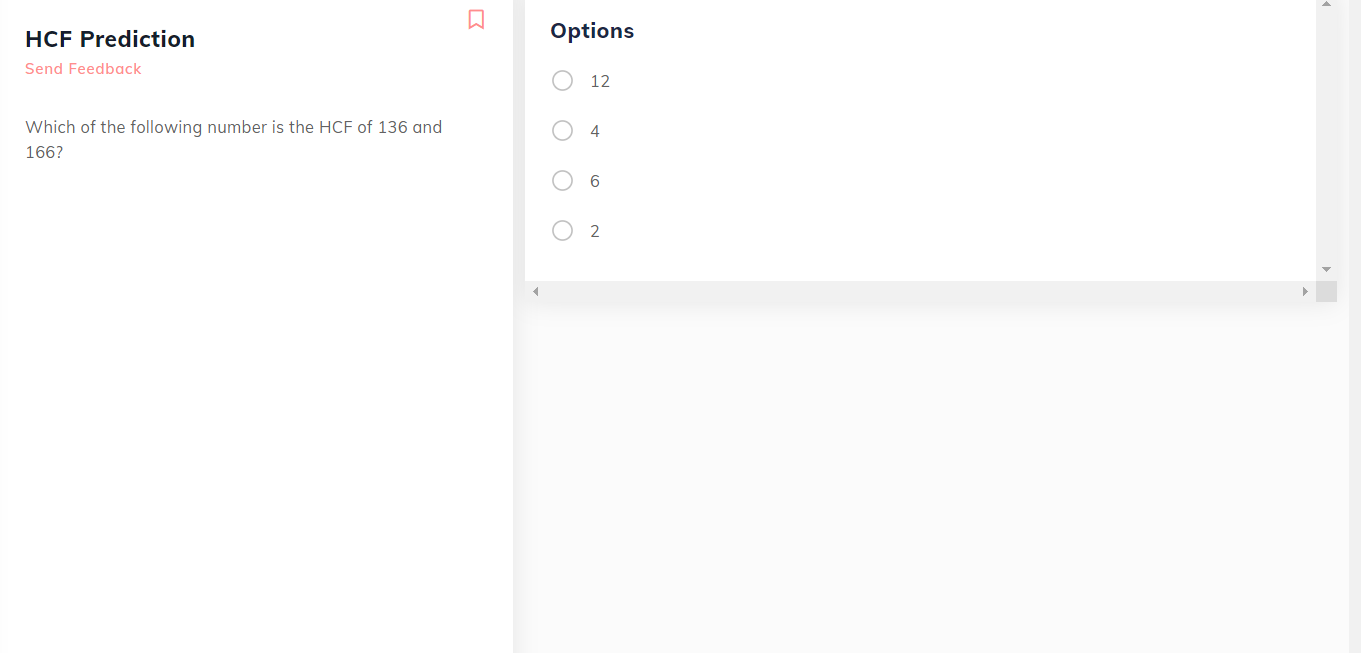 HCF Prediction
Send Feedback
Which of the following number is the HCF of 136 and
166?
Options
12
4
6
2